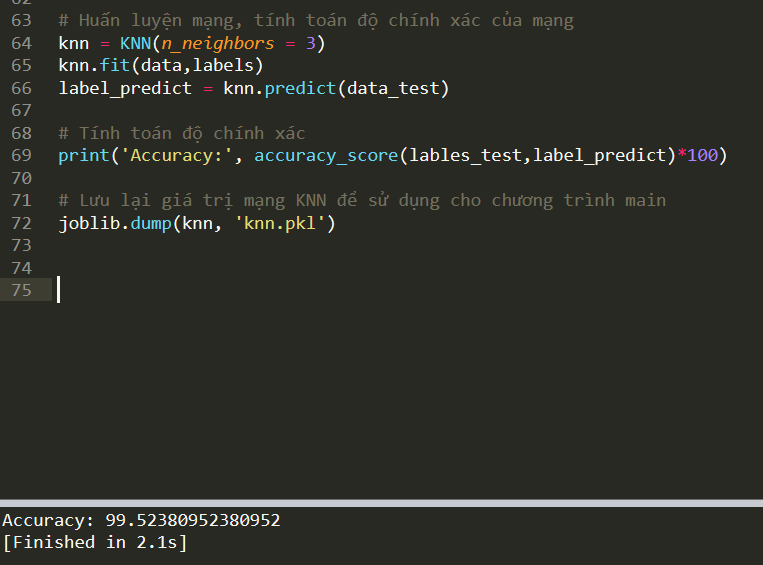 63 # Huấn luyện mạng, tính toán độ chính xác của mạng
64 knn = KNN(n_neighbors = 3)
65 knn.fit(data,labels)
66 label_predict = knn.predict(data_test)
67
68 # Tính toán độ chính xác
69 print('Accuracy:', accuracy_score(lables_test,label_predict)*100)
70
71 # Lưu lại giá trị mạng KNN để sử dụng cho chương trình main
72 joblib.dump(knn, 'knn.pkl')
73
74
75
Accuracy: 99.52380952380952
[Finished in 2.1s]